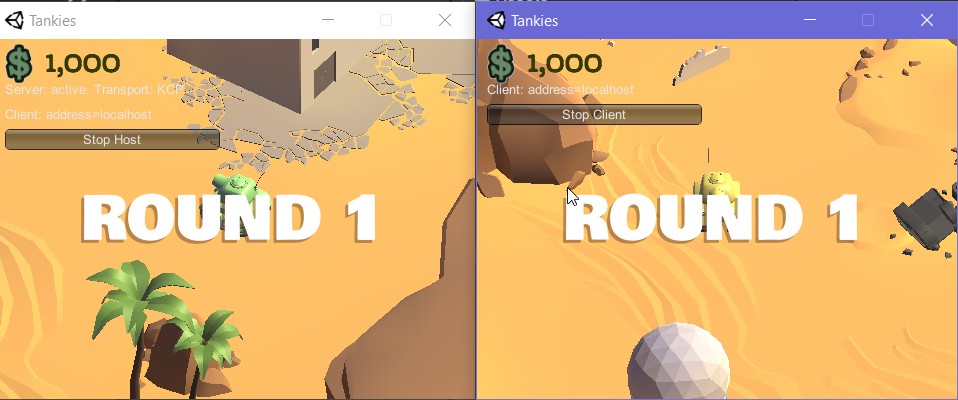 Tankies
$ 1,000
Server: active. Transport: KCP
Client: address=localhost
Stop Host
ROUND 1
Tankies
$ 1,000
Client: address=localhost
Stop Client
ROUND 1